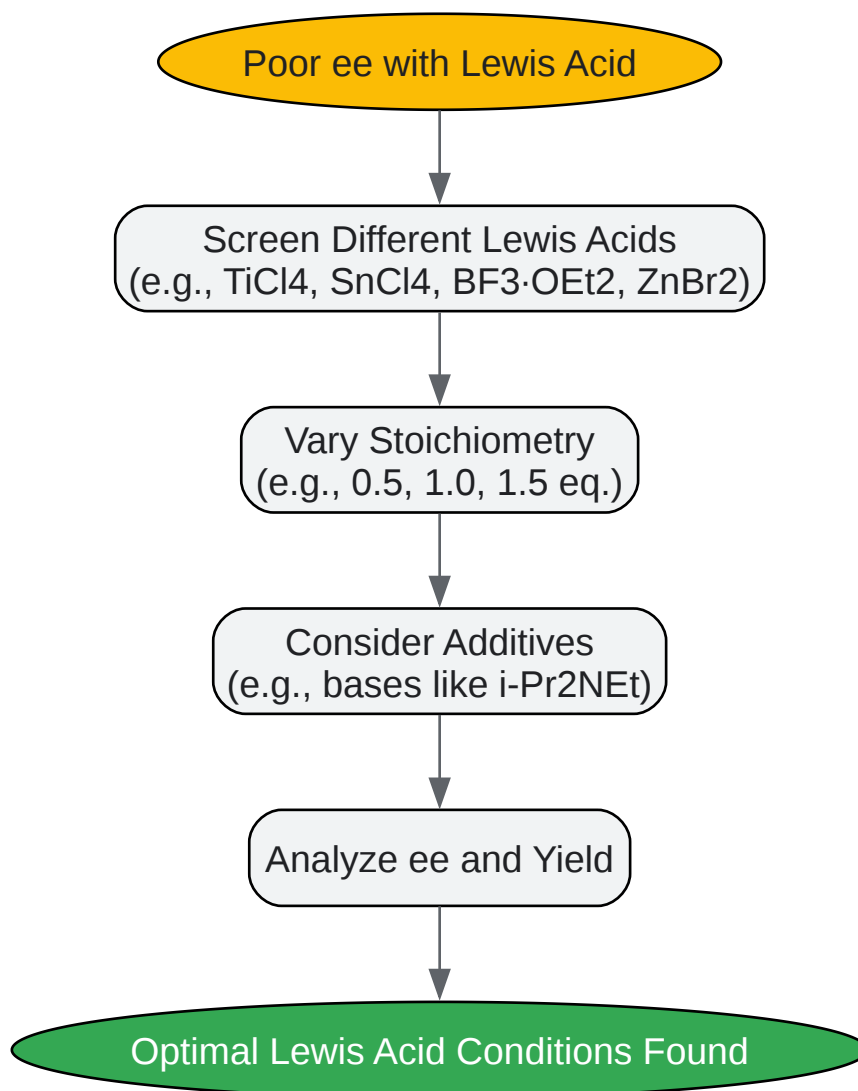 Poor ee with Lewis Acid
Screen Different Lewis Acids
(e.g., TiCl4, SnCl4, BF3·OEt2, ZnBr2)
Vary Stoichiometry
(e.g., 0.5, 1.0, 1.5 eq.)
Consider Additives
(e.g., bases like i-Pr2NEt)
Analyze ee and Yield
Optimal Lewis Acid Conditions Found